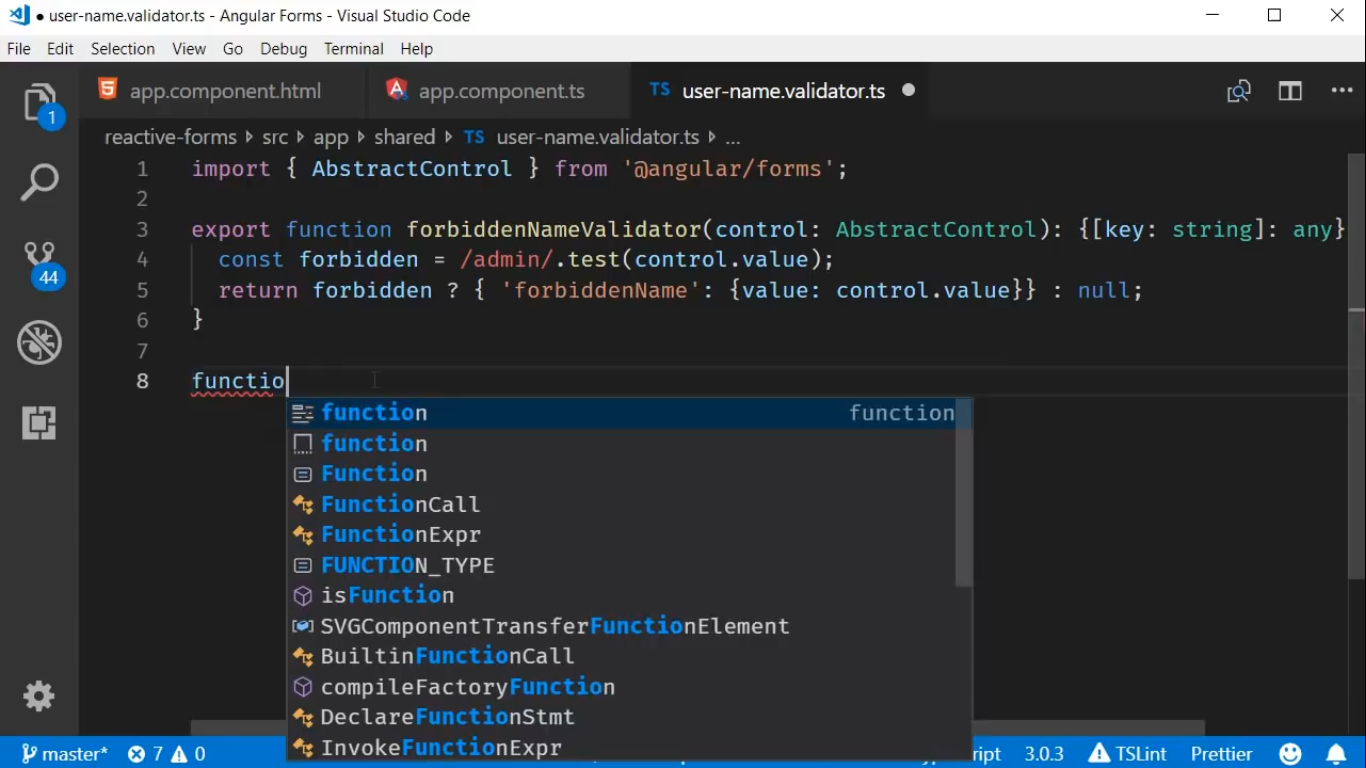 user-name.validator.ts - Angular Forms - Visual Studio Code
File Edit Selection View Go Debug Terminal Help
app.component.html app.component.ts TS user-name.validator.ts
1
reactive-forms src app shared TS user-name.validator.ts ...
1 import { AbstractControl } from '@angular/forms';
2
3 export function forbiddenNameValidator(control: AbstractControl): {[key: string]: any}
4 const forbidden = /admin/.test(control.value);
44
5 return forbidden ? { 'forbiddenName': {value: control.value}} : null;
6 }
7
8 functio
function function
function
Function
FunctionCall
FunctionExpr
FUNCTION_TYPE
isFunction
SVGComponentTransferFunctionElement
BuiltinFunctionCall
compileFactoryFunction
DeclareFunctionStmt
InvokeFunctionExpr
master* 7 0 3.0.3 TSLint Prettier